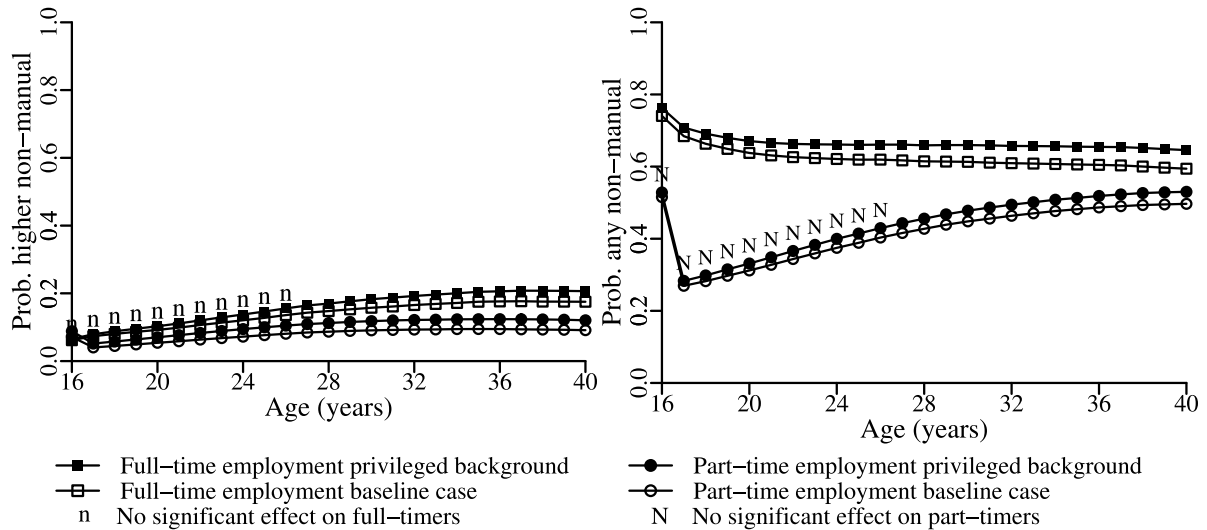 Prob. higher non−manual
1.0
0.8
0.6
0.4
0.2
0.0
n n n n n n n n n n n
16 20 24 28 32 36 40
Age (years)
Prob. any non−manual
1.0
0.8
0.6
0.4
0.2
0.0
N N N N N N N N N N N
16 20 24 28 32 36 40
Age (years)
Full−time employment privileged background
Full−time employment baseline case
n No significant effect on full−timers
Part−time employment privileged background
Part−time employment baseline case
N No significant effect on part−timers